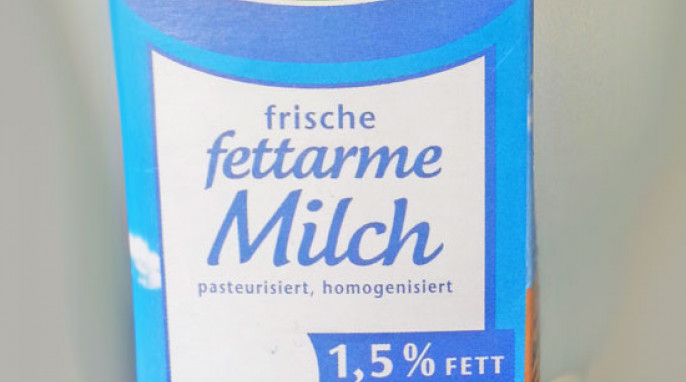 frische
fettarme
Milch
pasteurisiert, homogenisiert
1,5% FETT